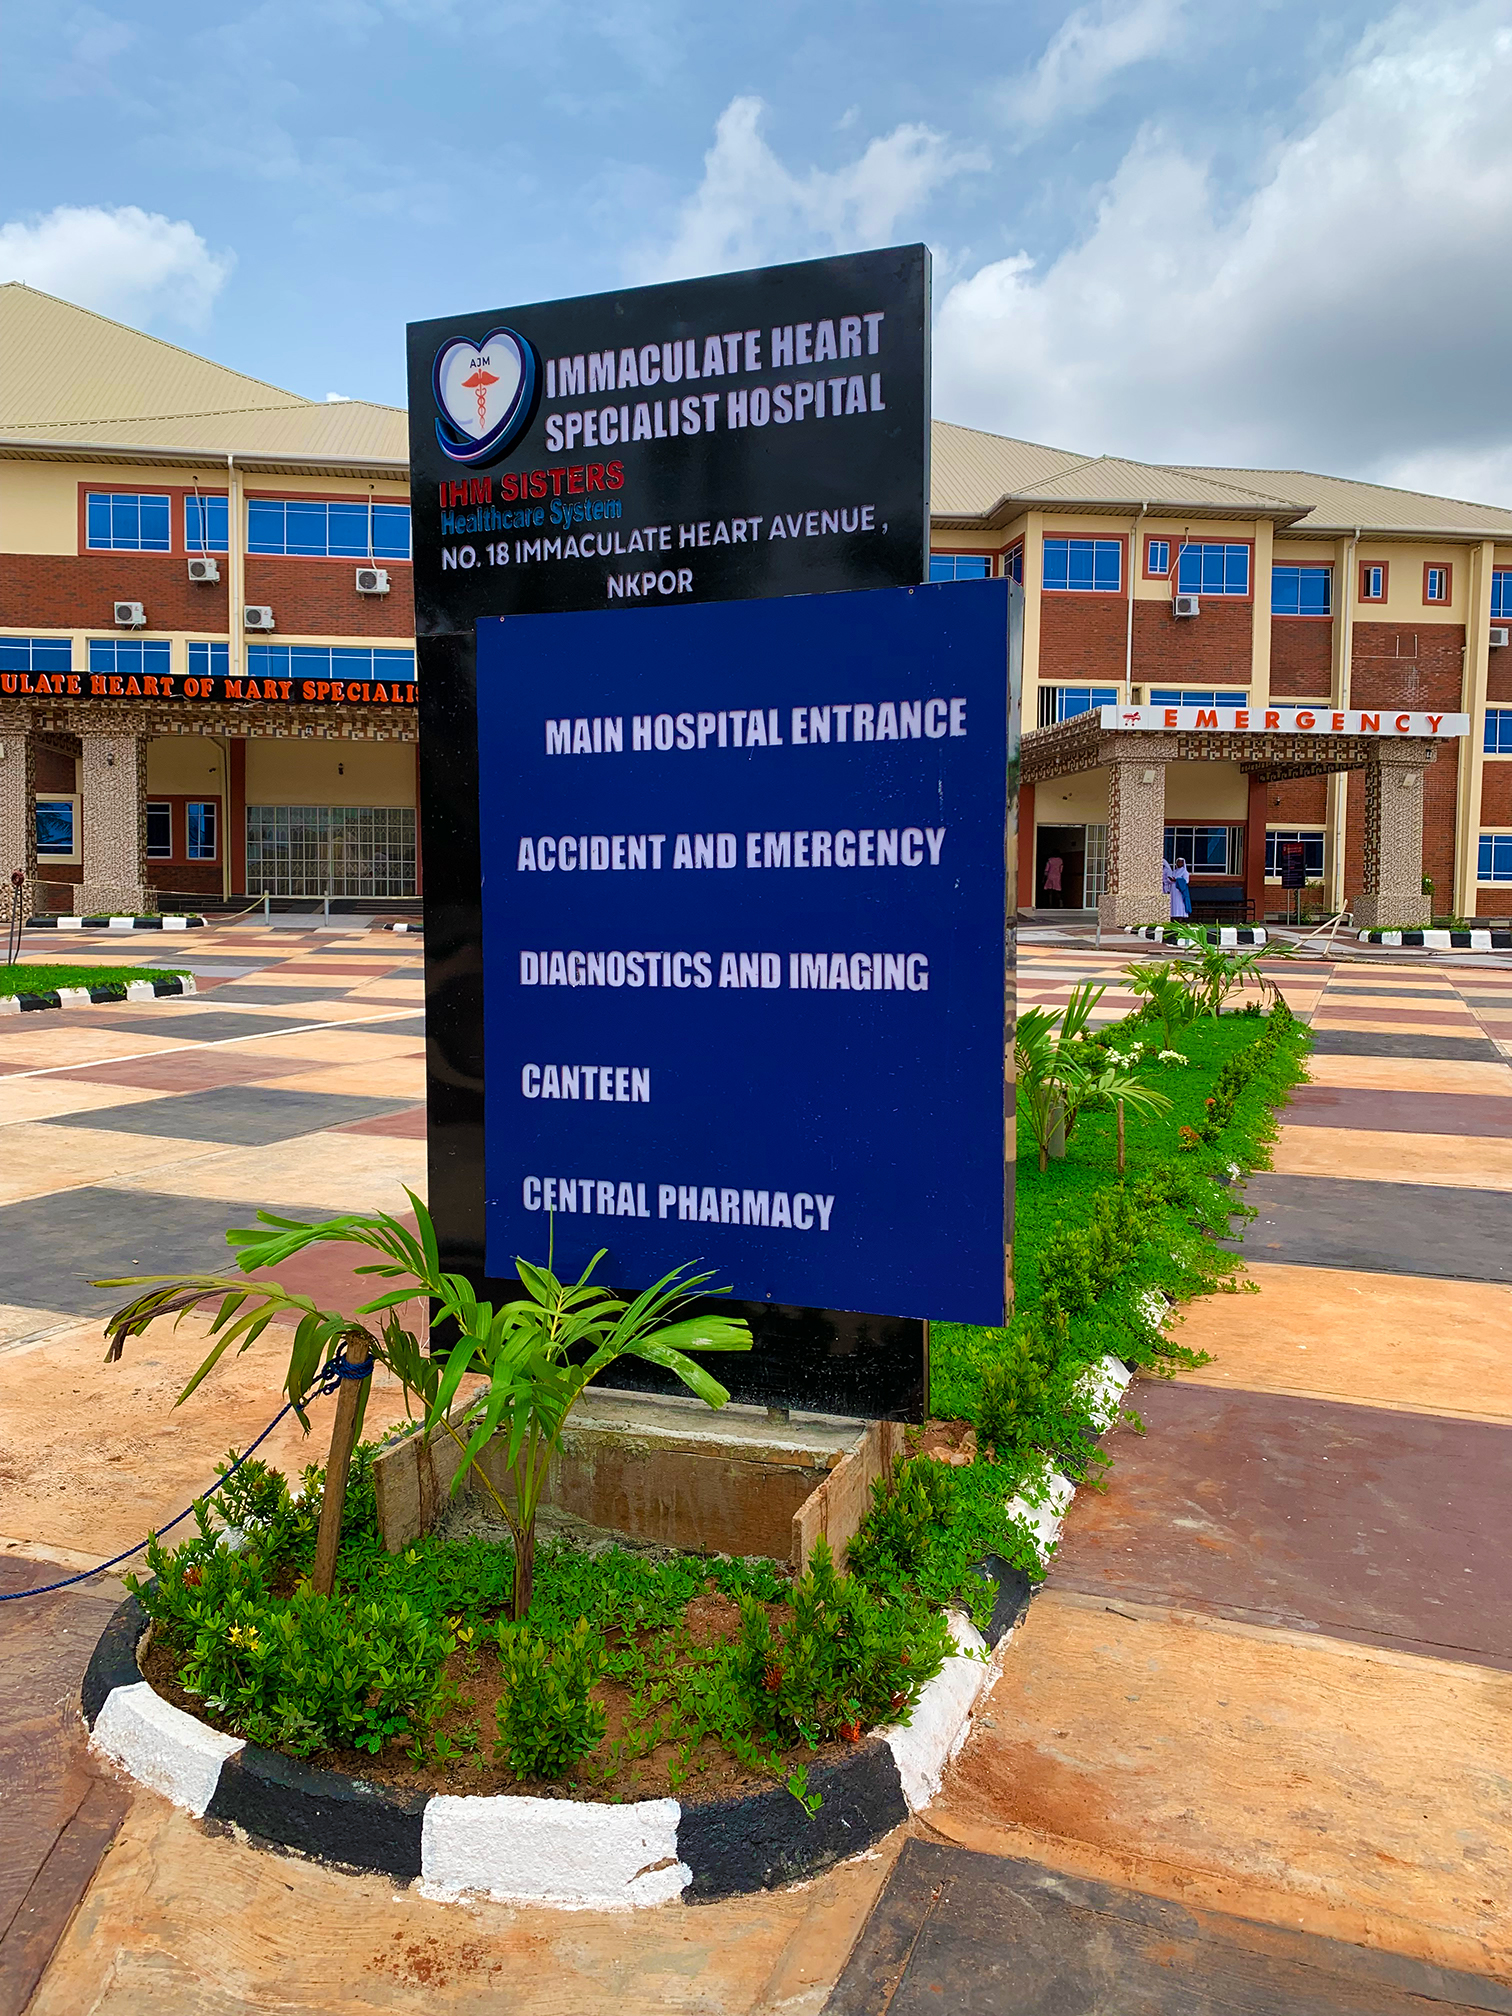 AJM
IMMACULATE HEART
SPECIALIST HOSPITAL
IHM SISTERS
Healthcare System
NO. 18 IMMACULATE HEART AVENUE ,
NKPOR
MAIN HOSPITAL ENTRANCE
ACCIDENT AND EMERGENCY
DIAGNOSTICS AND IMAGING
CANTEEN
CENTRAL PHARMACY
ULATE HEART OF MARY SPECIALIS
EMERGENCY